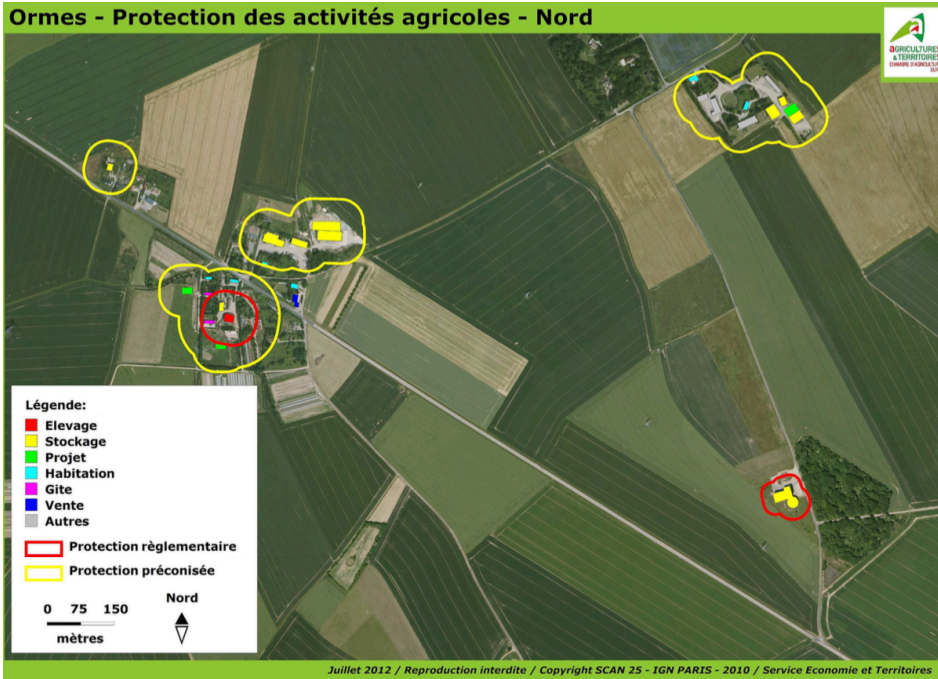 Ormes - Protection des activités agricoles - Nord
AGRICULTURES
& TERRITOIRES
CHAMBRE D'AGRICULTURE
Légende:
Elevage
Stockage
Projet
Habitation
Gite
Vente
Autres
Protection règlementaire
Protection préconisée
0 75 150
mètres
Nord
Juillet 2012 / Reproduction interdite / Copyright SCAN 25 - IGN PARIS - 2010 / Service Economie et Territoires